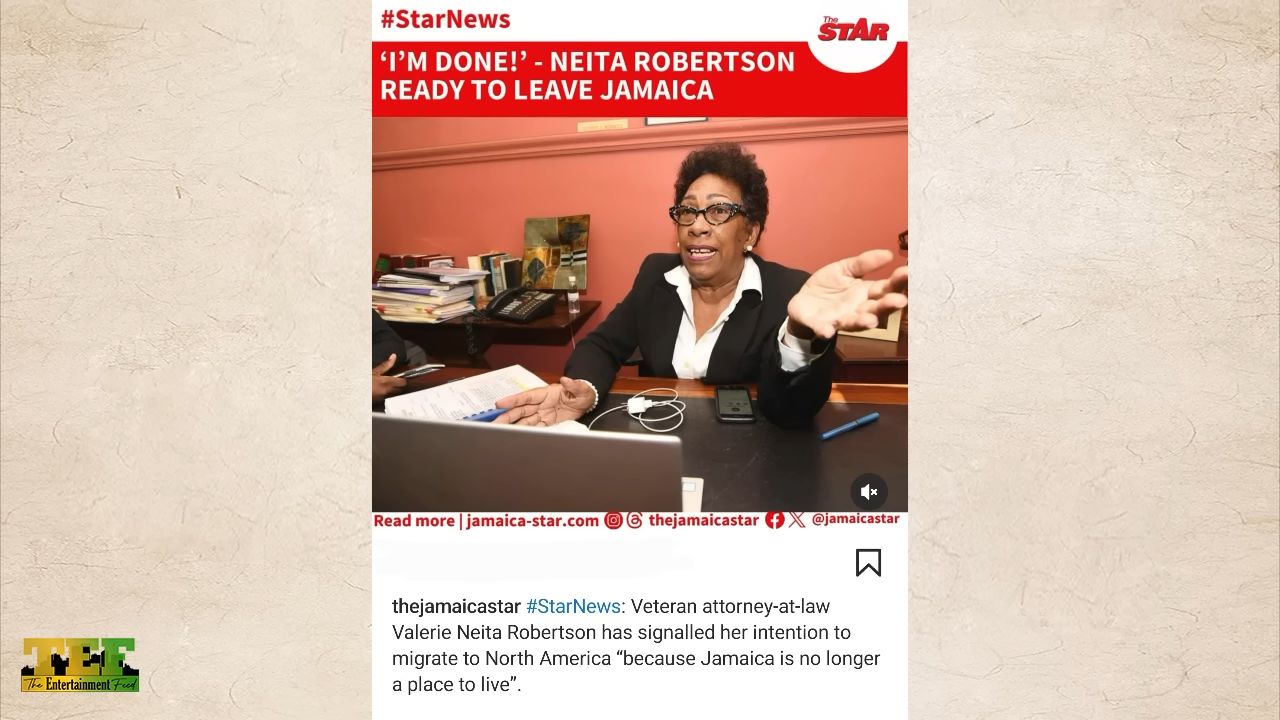 #StarNews
The
STAR
‘I’M DONE!’ - NEITA ROBERTSON
READY TO LEAVE JAMAICA
Read more | jamaica-star.com thejamaicastar @jamaicastar
thejamaicastar #StarNews: Veteran attorney-at-law
Valerie Neita Robertson has signalled her intention to
migrate to North America “because Jamaica is no longer
a place to live”.
TEF
The Entertainment Feed